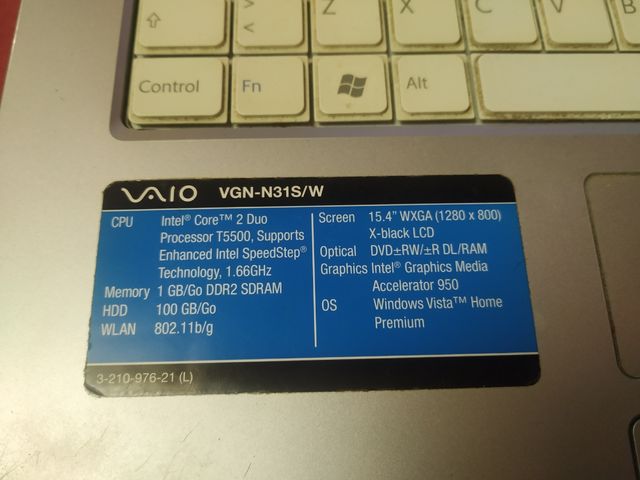 > <
Z
X
C
V
B
Control
Fn
Alt
VAIO VGN-N31S/W
CPU Intel® Core™ 2 Duo
Processor T5500, Supports
Enhanced Intel SpeedStep®
Technology, 1.66GHz
Memory 1 GB/Go DDR2 SDRAM
HDD 100 GB/Go
WLAN 802.11b/g
Screen 15.4" WXGA (1280 x 800)
X-black LCD
Optical DVD±RW/±R DL/RAM
Graphics Intel® Graphics Media
Accelerator 950
OS Windows Vista™ Home
Premium
3-210-976-21 (L)